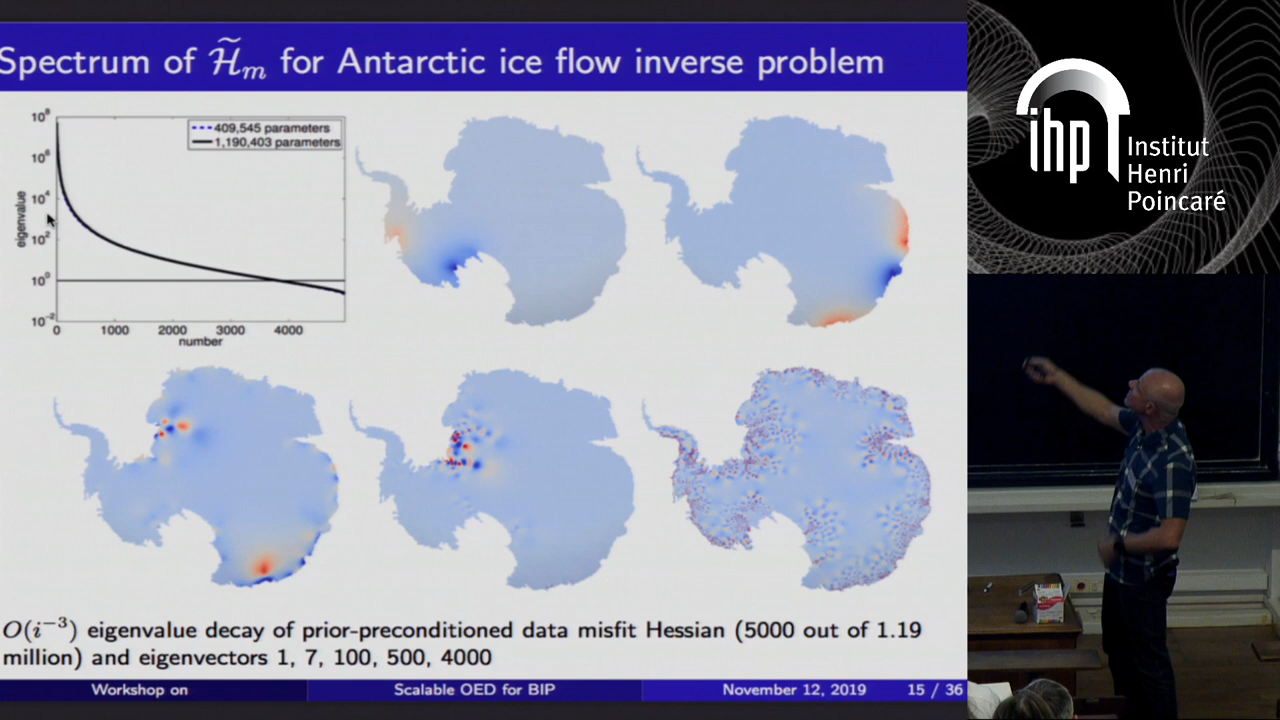 Spectrum of H̃m for Antarctic ice flow inverse problem
10^8
10^6
10^4
10^2
10^0
10^-2
eigenvalue
409,545 parameters
1,190,403 parameters
0 1000 2000 3000 4000
number
O(i^-3) eigenvalue decay of prior-preconditioned data misfit Hessian (5000 out of 1.19
million) and eigenvectors 1, 7, 100, 500, 4000
Workshop on Scalable OED for BIP November 12, 2019 15 / 36
ihp
Institut
Henri
Poincaré